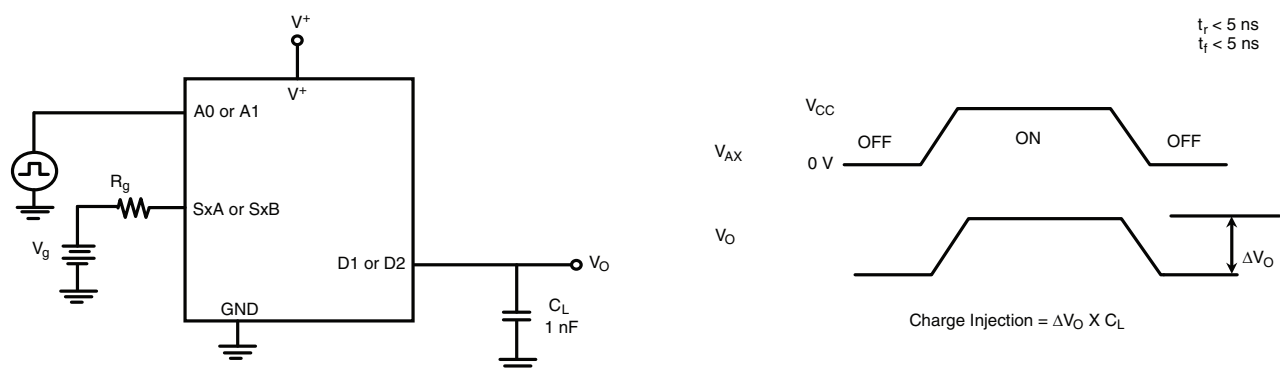 V+
V+
A0 or A1
Rg
SxA or SxB
Vg
D1 or D2
VO
GND
CL
1 nF
tr < 5 ns
tf < 5 ns
VCC
VAX
0 V
OFF
ON
OFF
VO
ΔVO
Charge Injection = ΔVO X CL